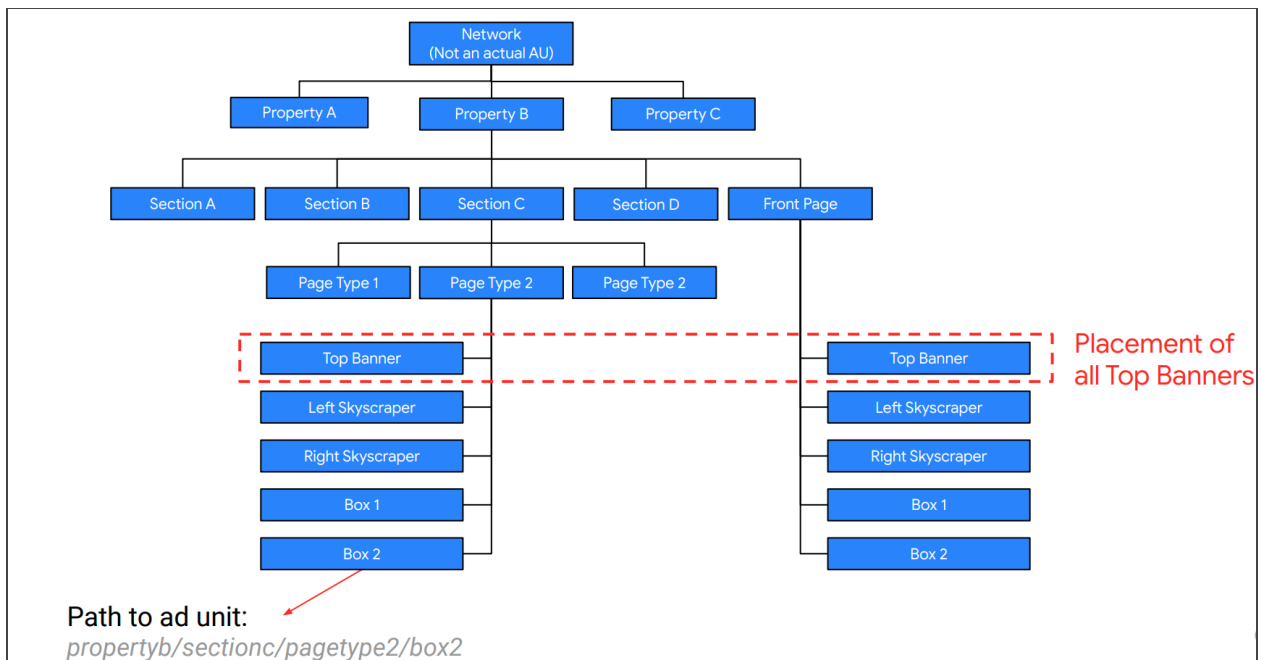 Network
(Not an actual AU)
Property A
Property B
Property C
Section A
Section B
Section C
Section D
Front Page
Page Type 1
Page Type 2
Page Type 2
Top Banner
Top Banner
Placement of
all Top Banners
Left Skyscraper
Left Skyscraper
Right Skyscraper
Right Skyscraper
Box 1
Box 1
Box 2
Box 2
Path to ad unit:
propertyb/sectionc/pagetype2/box2